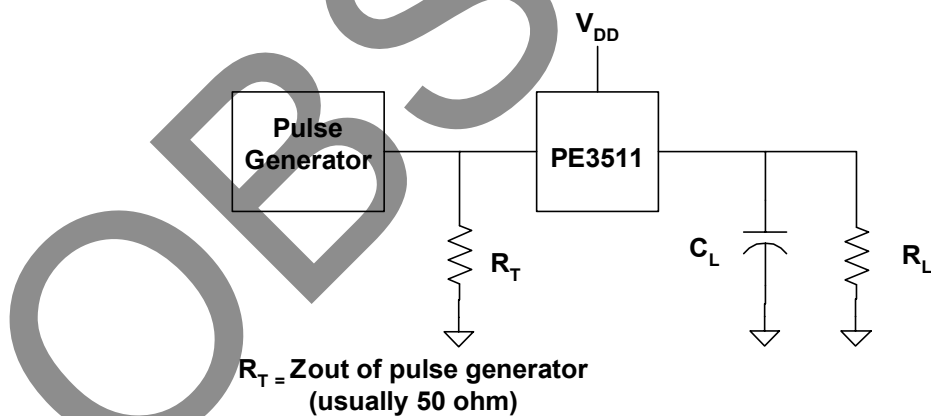 V_DD
Pulse
Generator
PE3511
R_T
C_L
R_L
R_T = Zout of pulse generator
(usually 50 ohm)
OBS